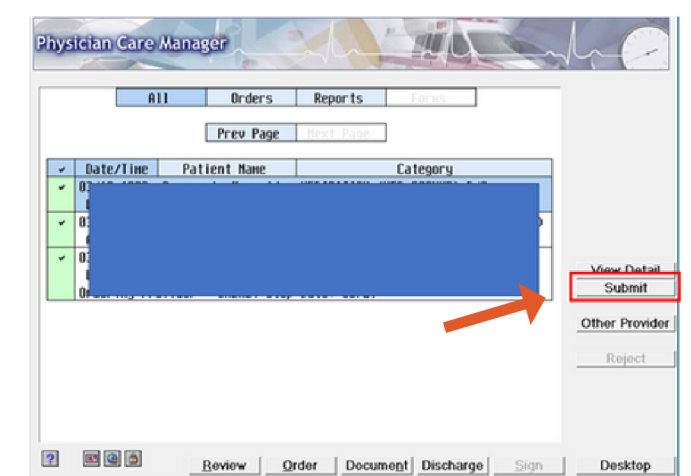 Physician Care Manager
All Orders Reports Forms
Prev Page Next Page
✓ Date/Time Patient Name Category
View Detail
Submit
Other Provider
Reject
? Review Order Document Discharge Sign Desktop